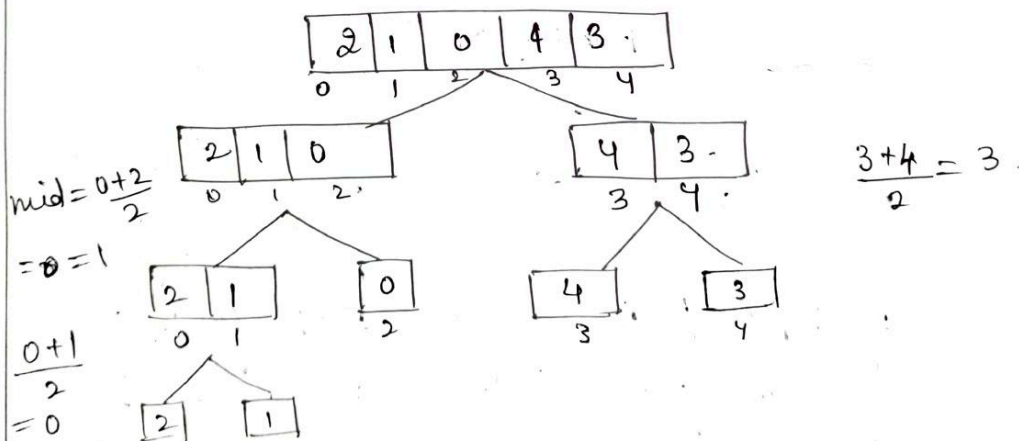 2 1 0 4 3.
0 1 2 3 4
2 1 0
4 3.
mid = 0+2/2
0 1 2.
3 4.
3+4/2 = 3
= 0 = 1
2 1
0
4
3
0 1
2
3
4
0+1/2
= 0
2
1